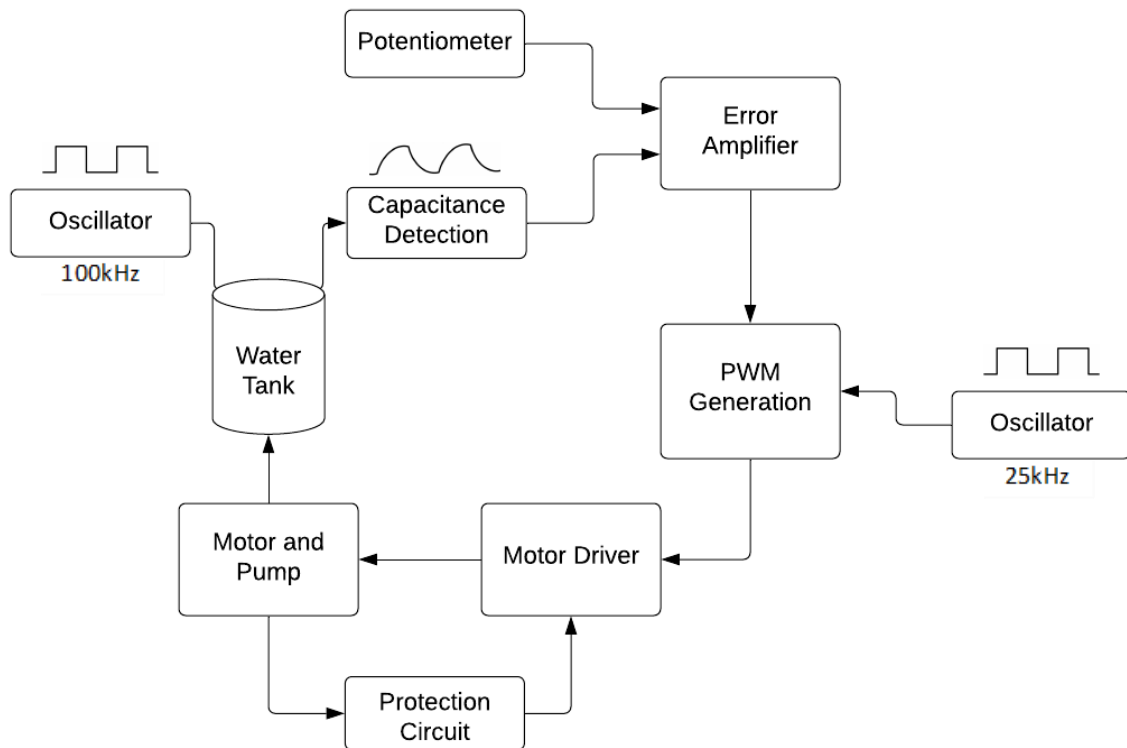 Potentiometer
Error
Amplifier
Oscillator
100kHz
Capacitance
Detection
Water
Tank
PWM
Generation
Oscillator
25kHz
Motor and
Pump
Motor Driver
Protection
Circuit